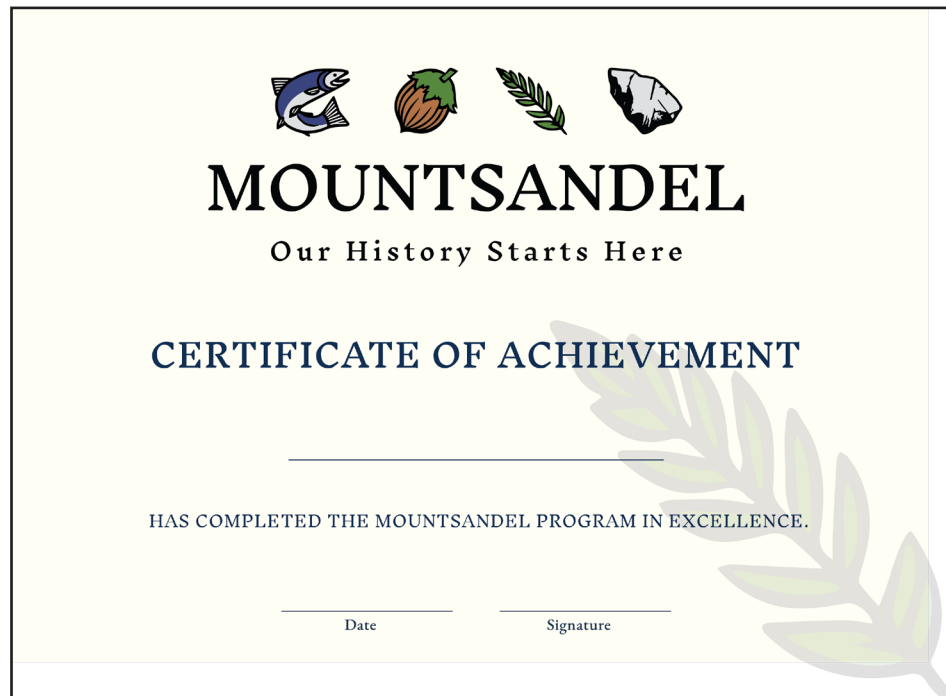 MOUNTSANDEL
Our History Starts Here
CERTIFICATE OF ACHIEVEMENT
HAS COMPLETED THE MOUNTSANDEL PROGRAM IN EXCELLENCE.
Date Signature